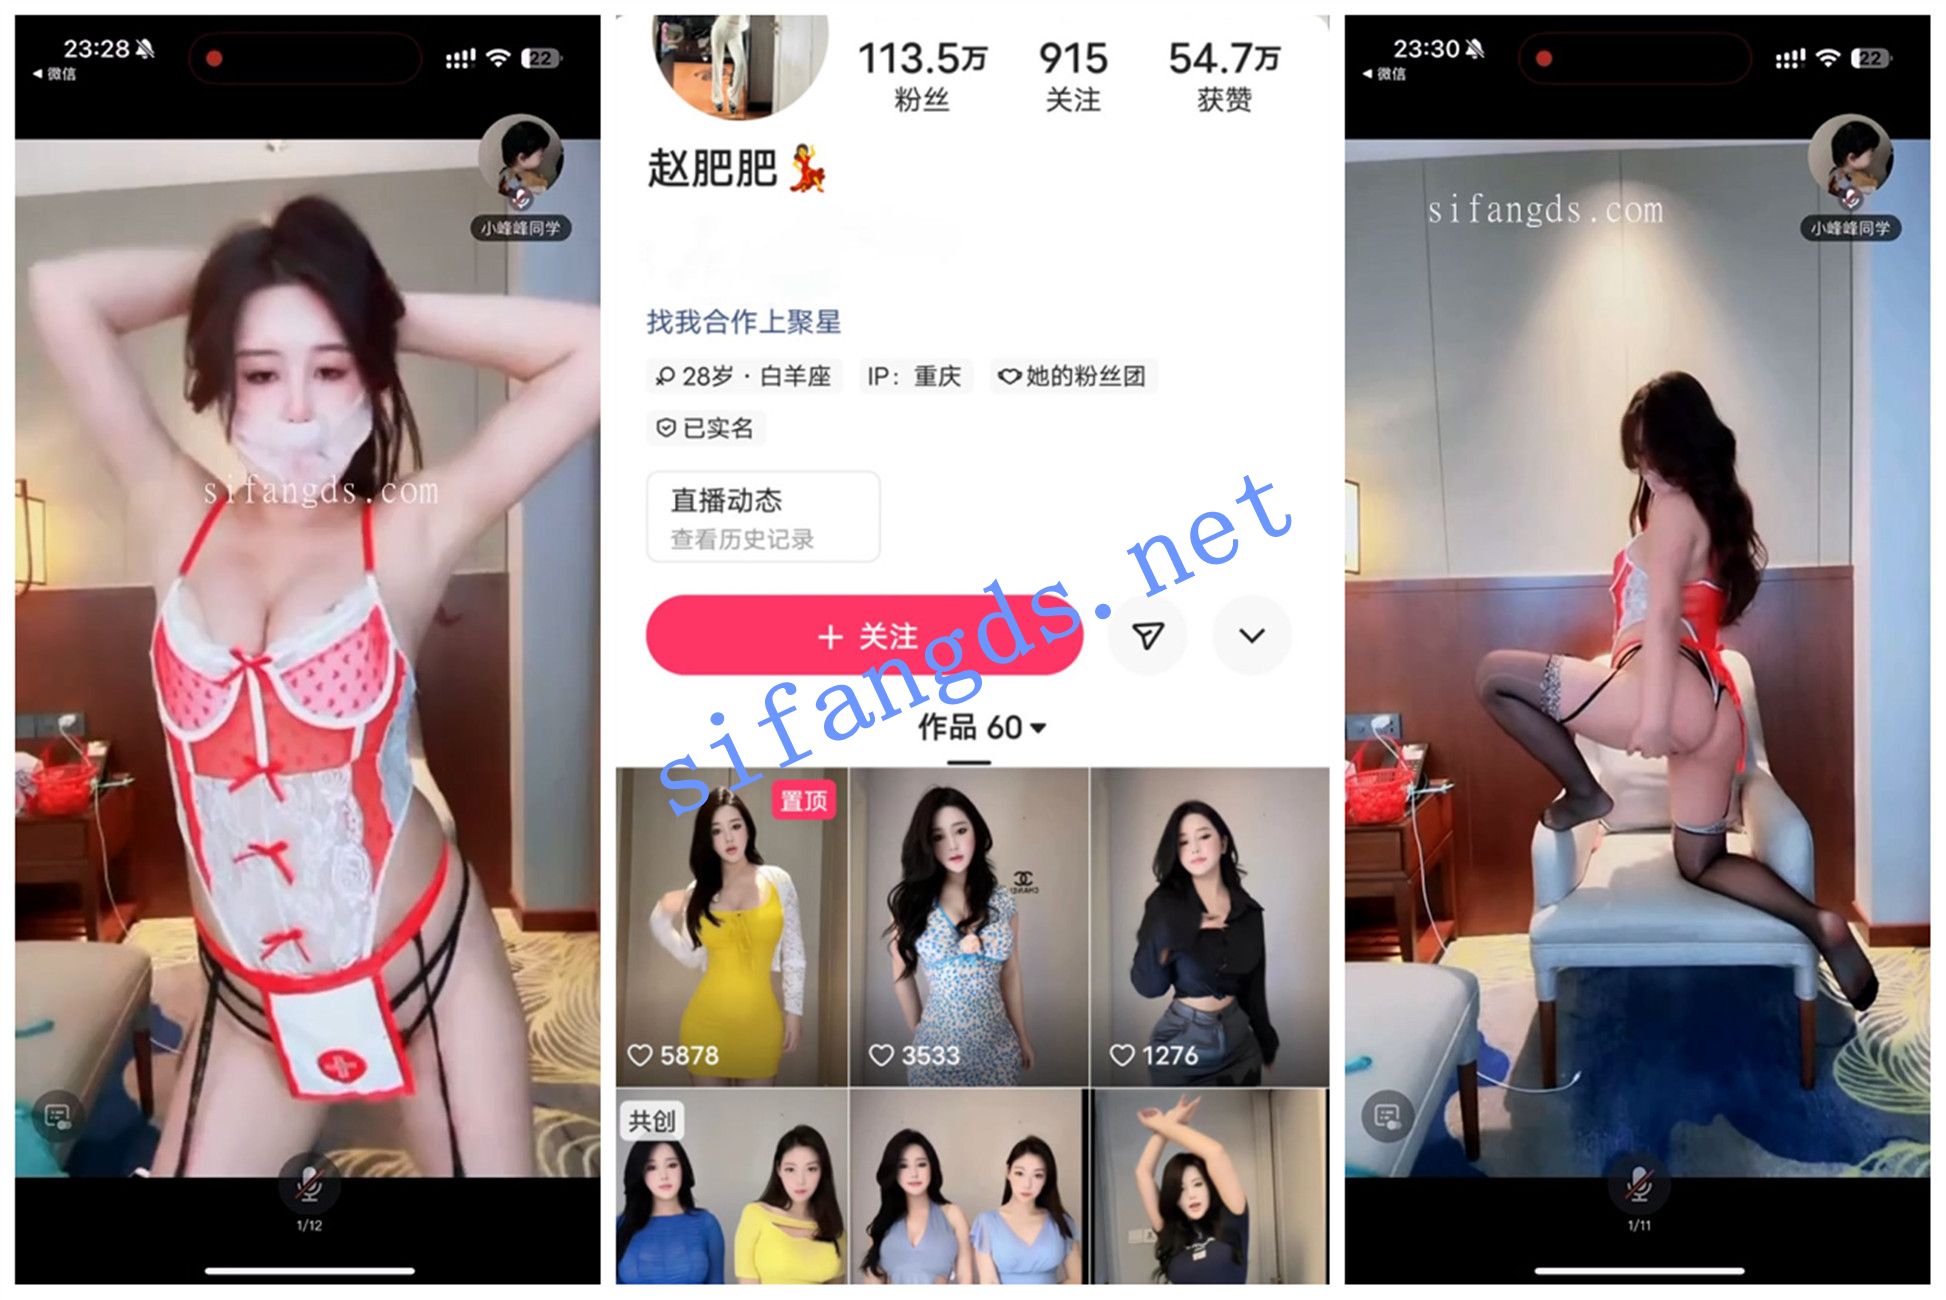 23:28
微信
22
小峰峰同学
sifangds.com
1/12
113.5万
915
54.7万
粉丝
关注
获赞
赵肥肥
找我合作上聚星
28岁·白羊座
IP：重庆
她的粉丝团
已实名
直播动态
查看历史记录
+ 关注
sifangds.net
作品 60
置顶
CHANEL
5878
3533
1276
共创
23:30
微信
22
小峰峰同学
sifangds.com
1/11